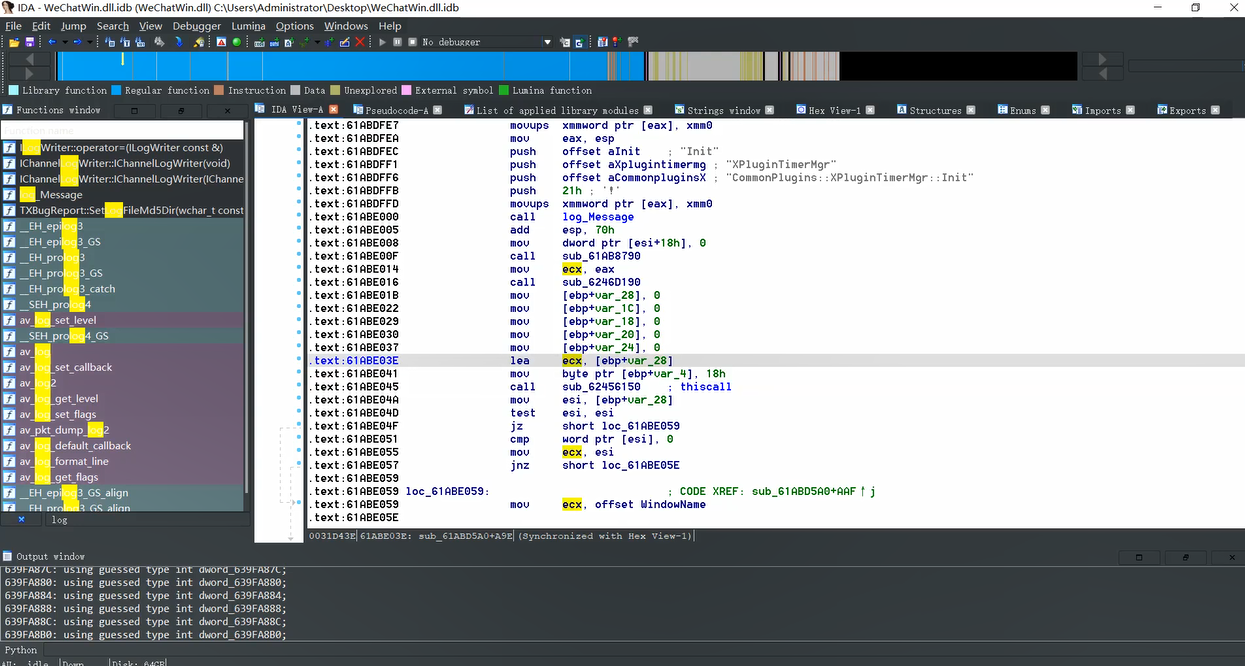 IDA - WeChatWin.dll.idb (WeChatWin.dll) C:\Users\Administrator\Desktop\WeChatWin.dll.idb
File Edit Jump Search View Debugger Lumina Options Windows Help
No debugger
Library function Regular function Instruction Data Unexplored External symbol Lumina function
Functions window
IDA View-A Pseudocode-A List of applied library modules Strings window Hex View-1 Structures Enums Imports Exports
Function name
ILogWriter::operator=(ILogWriter const &)
IChannelLogWriter::IChannelLogWriter(void)
IChannelLogWriter::IChannelLogWriter(IChanne
log_Message
TXBugReport::SetLogFileMd5Dir(wchar_t const
__EH_epilog3
__EH_epilog3_GS
__EH_prolog3
__EH_prolog3_GS
__EH_prolog3_catch
__SEH_prolog4
av_log_set_level
__SEH_prolog4_GS
av_log
av_log_set_callback
av_log2
av_log_get_level
av_log_set_flags
av_pkt_dump_log2
av_log_default_callback
av_log_format_line
av_log_get_flags
__EH_epilog3_GS_align
__EH_prolog3_GS_align
log
.text:61ABDFE7 movups xmmword ptr [eax], xmm0
.text:61ABDFEA mov eax, esp
.text:61ABDFEC push offset aInit ; "Init"
.text:61ABDFF1 push offset aXplugintimermg ; "XPluginTimerMgr"
.text:61ABDFF6 push offset aCommonpluginsX ; "CommonPlugins::XPluginTimerMgr::Init"
.text:61ABDFFB push 21h ; '!'
.text:61ABDFFD movups xmmword ptr [eax], xmm0
.text:61ABE000 call log_Message
.text:61ABE005 add esp, 70h
.text:61ABE008 mov dword ptr [esi+18h], 0
.text:61ABE00F call sub_61AB8790
.text:61ABE014 mov ecx, eax
.text:61ABE016 call sub_6246D190
.text:61ABE01B mov [ebp+var_28], 0
.text:61ABE022 mov [ebp+var_1C], 0
.text:61ABE029 mov [ebp+var_18], 0
.text:61ABE030 mov [ebp+var_20], 0
.text:61ABE037 mov [ebp+var_24], 0
.text:61ABE03E lea ecx, [ebp+var_28]
.text:61ABE041 mov byte ptr [ebp+var_4], 18h
.text:61ABE045 call sub_62456150 ; thiscall
.text:61ABE04A mov esi, [ebp+var_28]
.text:61ABE04D test esi, esi
.text:61ABE04F jz short loc_61ABE059
.text:61ABE051 cmp word ptr [esi], 0
.text:61ABE055 mov ecx, esi
.text:61ABE057 jnz short loc_61ABE05E
.text:61ABE059
.text:61ABE059 loc_61ABE059: ; CODE XREF: sub_61ABD5A0+AAF↑j
.text:61ABE059 mov ecx, offset WindowName
.text:61ABE05E
0031D43E 61ABE03E: sub_61ABD5A0+A9E (Synchronized with Hex View-1)
Output window
639FA87C: using guessed type int dword_639FA87C;
639FA880: using guessed type int dword_639FA880;
639FA884: using guessed type int dword_639FA884;
639FA888: using guessed type int dword_639FA888;
639FA88C: using guessed type int dword_639FA88C;
639FA8B0: using guessed type int dword_639FA8B0;
Python
AU: idle Down Disk: 64GB